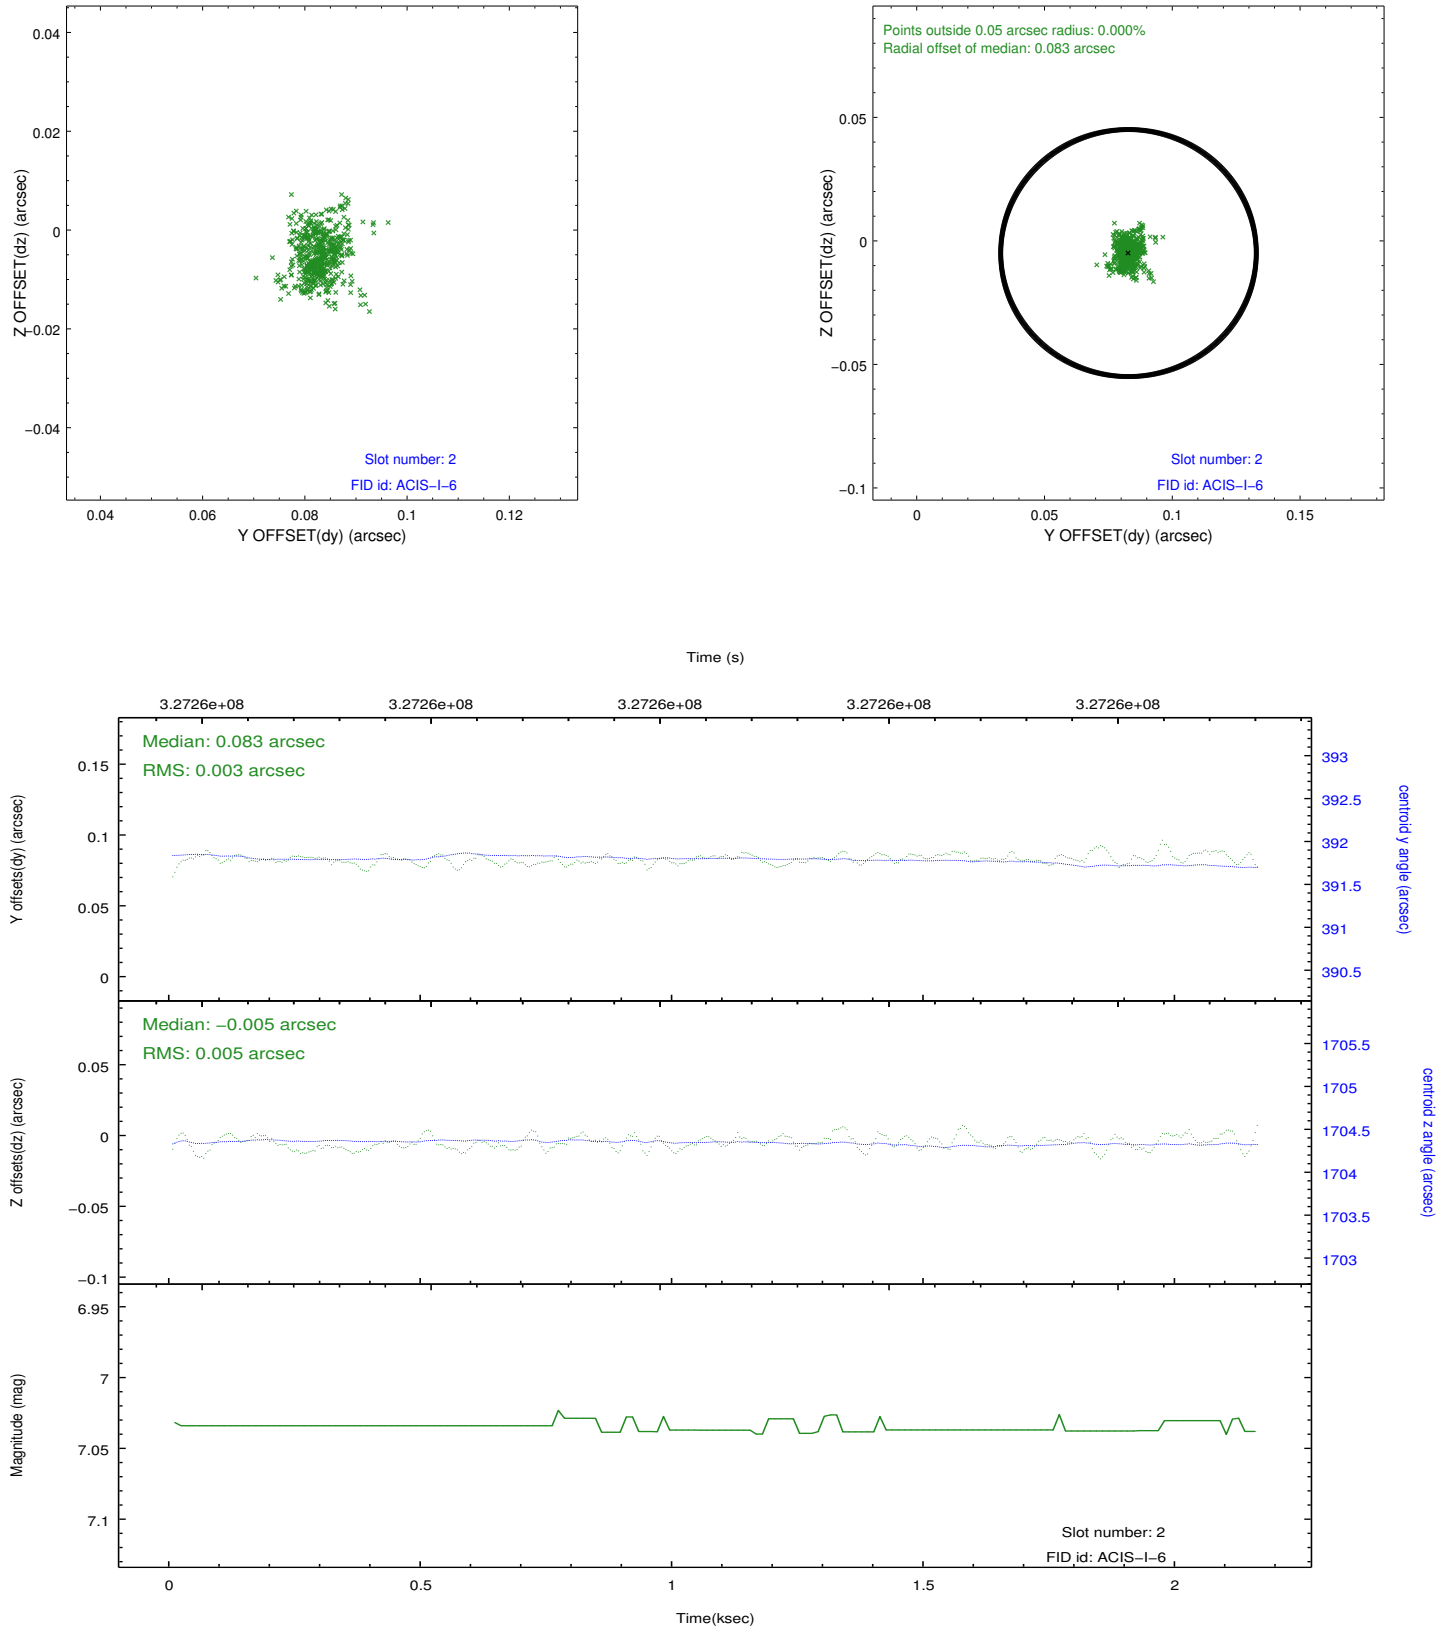 0.04
0.02
0
−0.02
−0.04
Z OFFSET(dz) (arcsec)
Slot number: 2
FID id: ACIS−I−6
0.04 0.06 0.08 0.1 0.12
Y OFFSET(dy) (arcsec)
Points outside 0.05 arcsec radius: 0.000%
Radial offset of median: 0.083 arcsec
0.05
0
−0.05
−0.1
Z OFFSET(dz) (arcsec)
Slot number: 2
FID id: ACIS−I−6
0 0.05 0.1 0.15
Y OFFSET(dy) (arcsec)
Time (s)
3.2726e+08 3.2726e+08 3.2726e+08 3.2726e+08 3.2726e+08
Median: 0.083 arcsec
RMS: 0.003 arcsec
0.15
0.1
0.05
0
Y offsets(dy) (arcsec)
393
392.5
392
391.5
391
390.5
centroid y angle (arcsec)
Median: −0.005 arcsec
RMS: 0.005 arcsec
0.05
0
−0.05
−0.1
Z offsets(dz) (arcsec)
1705.5
1705
1704.5
1704
1703.5
1703
centroid z angle (arcsec)
6.95
7
7.05
7.1
Magnitude (mag)
Slot number: 2
FID id: ACIS−I−6
0 0.5 1 1.5 2
Time(ksec)